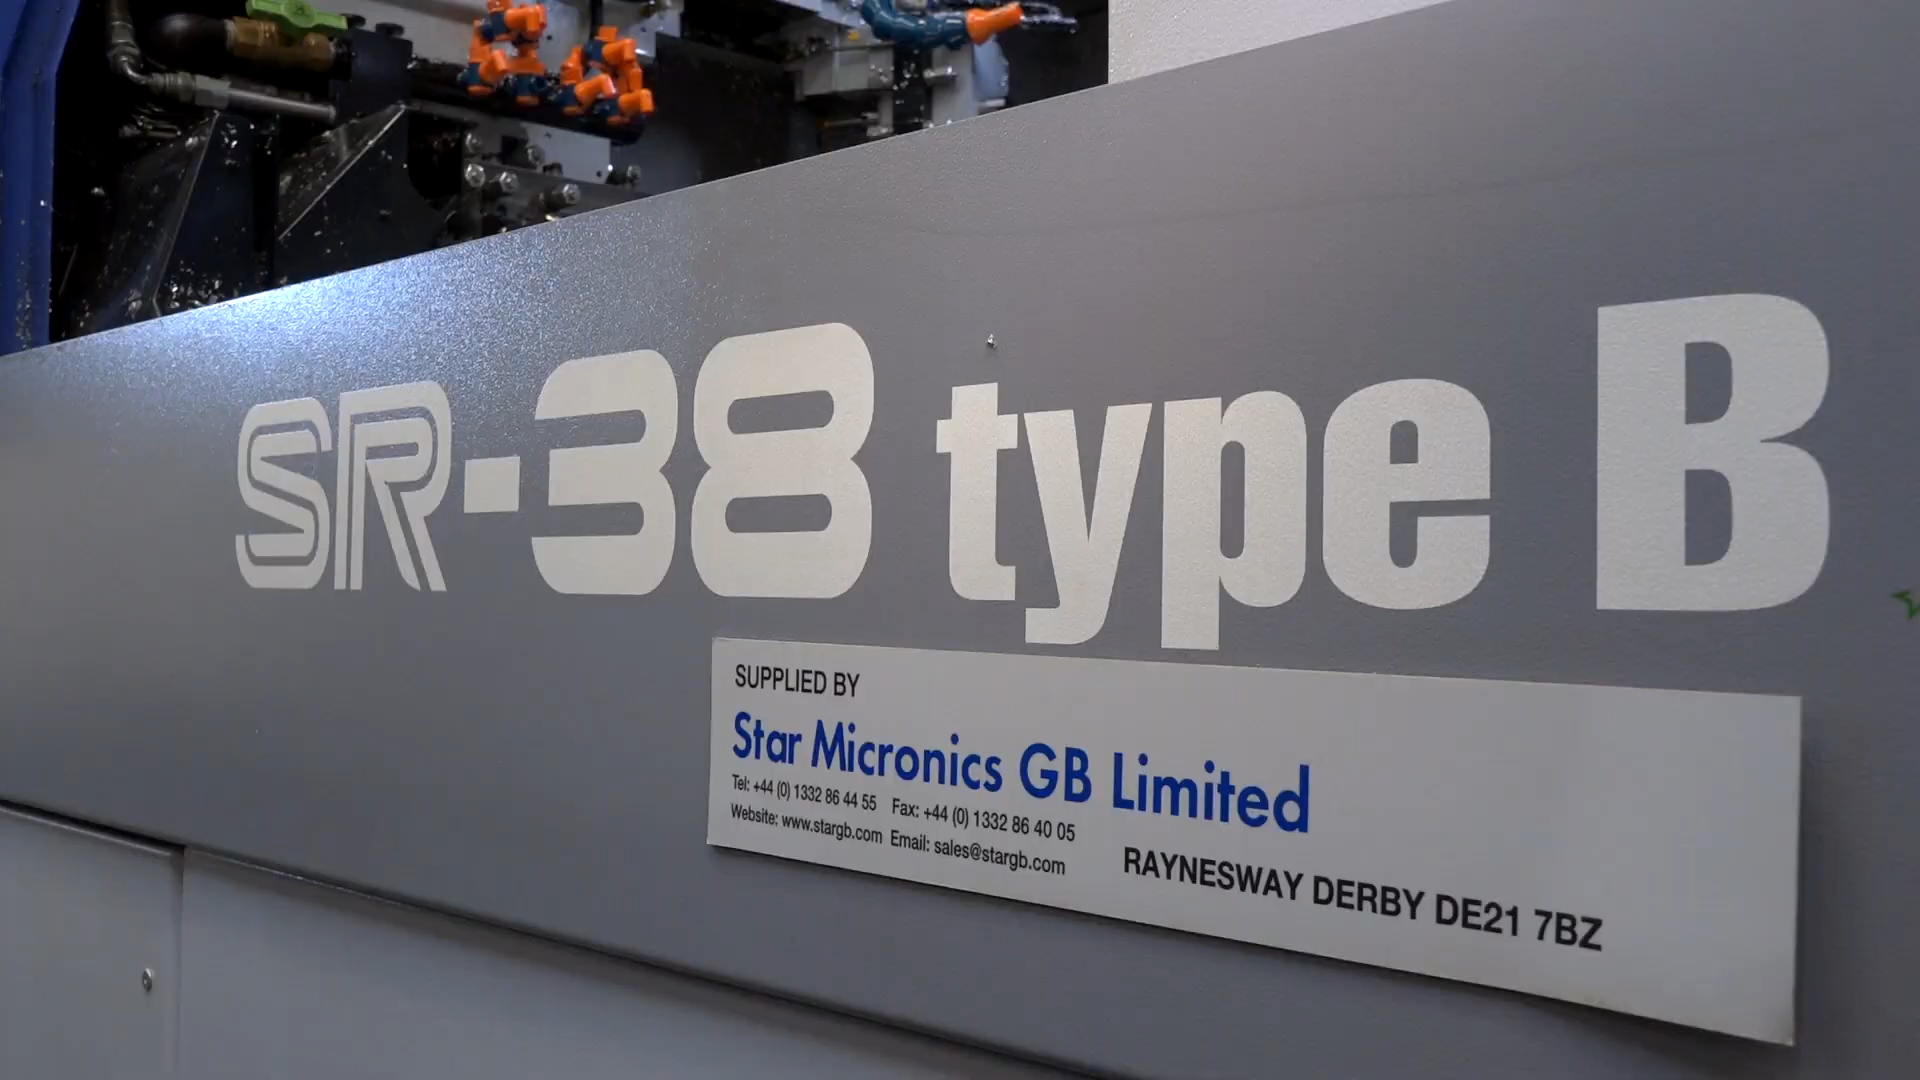 SR-38 type B
SUPPLIED BY
Star Micronics GB Limited
Tel: +44 (0) 1332 86 44 55 Fax: +44 (0) 1332 86 40 05
Website: www.stargb.com Email: sales@stargb.com
RAYNESWAY DERBY DE21 7BZ